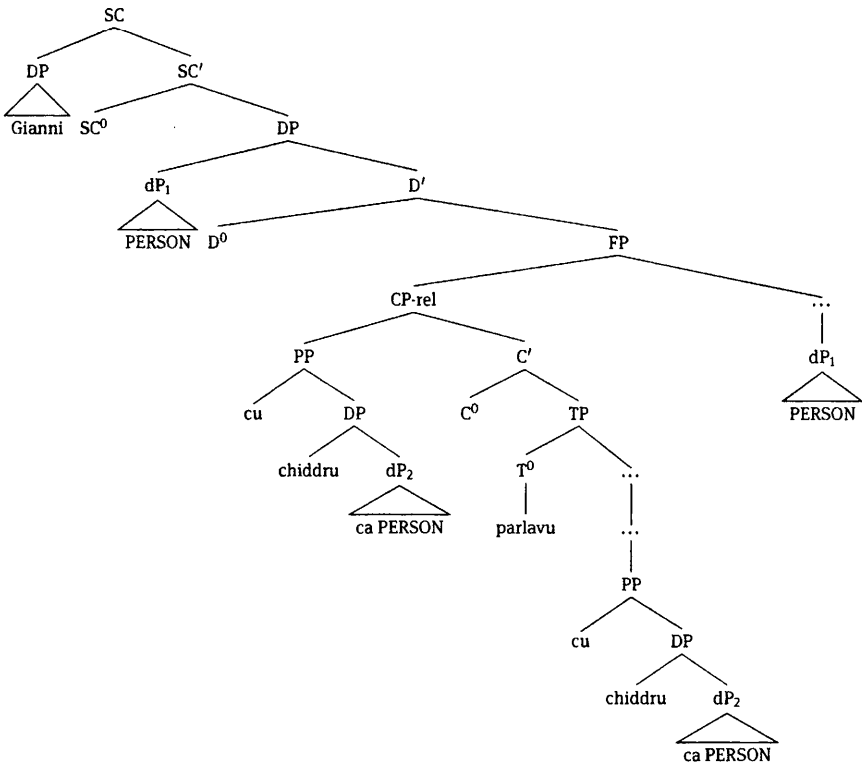 SC
DP SC′
Gianni SC⁰ DP
dP₁ D′
PERSON D⁰ FP
CP-rel ...
PP C′ dP₁
cu DP C⁰ TP PERSON
chiddru dP₂ T⁰ ...
ca PERSON parlavu ...
PP
cu DP
chiddru dP₂
ca PERSON